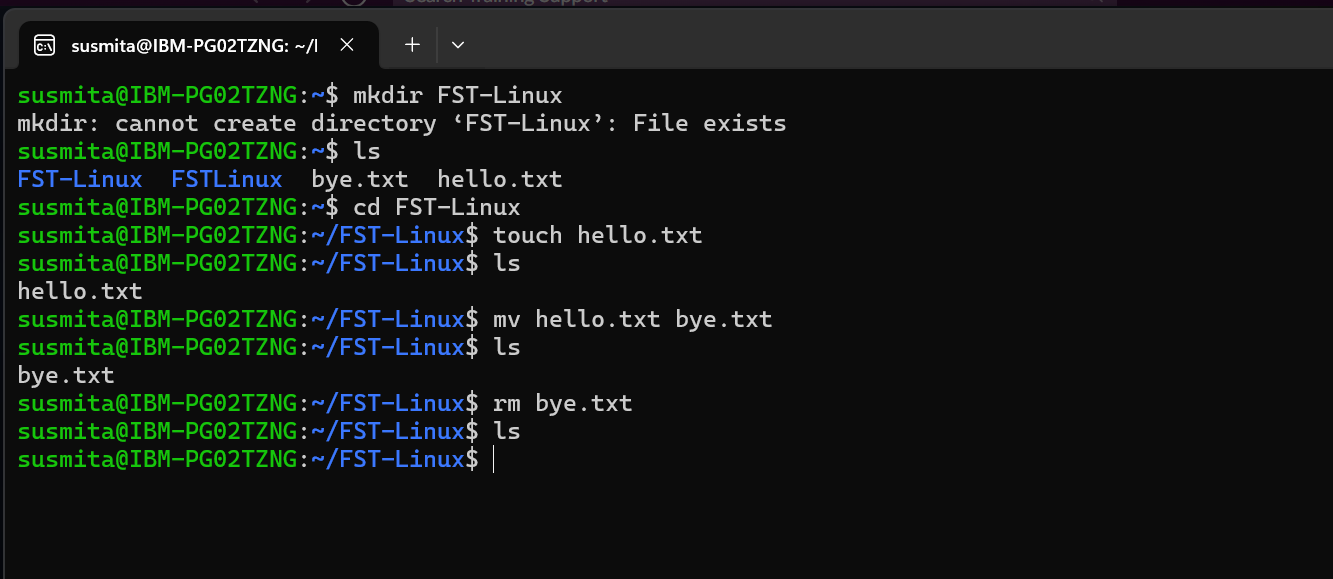 Search Training Support
susmita@IBM-PG02TZNG: ~/
susmita@IBM-PG02TZNG:~$ mkdir FST-Linux
mkdir: cannot create directory ‘FST-Linux’: File exists
susmita@IBM-PG02TZNG:~$ ls
FST-Linux  FSTLinux  bye.txt  hello.txt
susmita@IBM-PG02TZNG:~$ cd FST-Linux
susmita@IBM-PG02TZNG:~/FST-Linux$ touch hello.txt
susmita@IBM-PG02TZNG:~/FST-Linux$ ls
hello.txt
susmita@IBM-PG02TZNG:~/FST-Linux$ mv hello.txt bye.txt
susmita@IBM-PG02TZNG:~/FST-Linux$ ls
bye.txt
susmita@IBM-PG02TZNG:~/FST-Linux$ rm bye.txt
susmita@IBM-PG02TZNG:~/FST-Linux$ ls
susmita@IBM-PG02TZNG:~/FST-Linux$